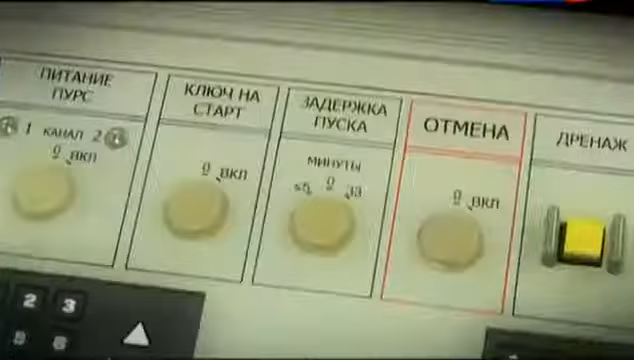 ПИТАНИЕ
ПУРС
1 КАНАЛ 2
0 ВКЛ
КЛЮЧ НА
СТАРТ
0 ВКЛ
ЗАДЕРЖКА
ПУСКА
МИНУТЫ
0
ОТМЕНА
0 ВКЛ
ДРЕНАЖ
2 3